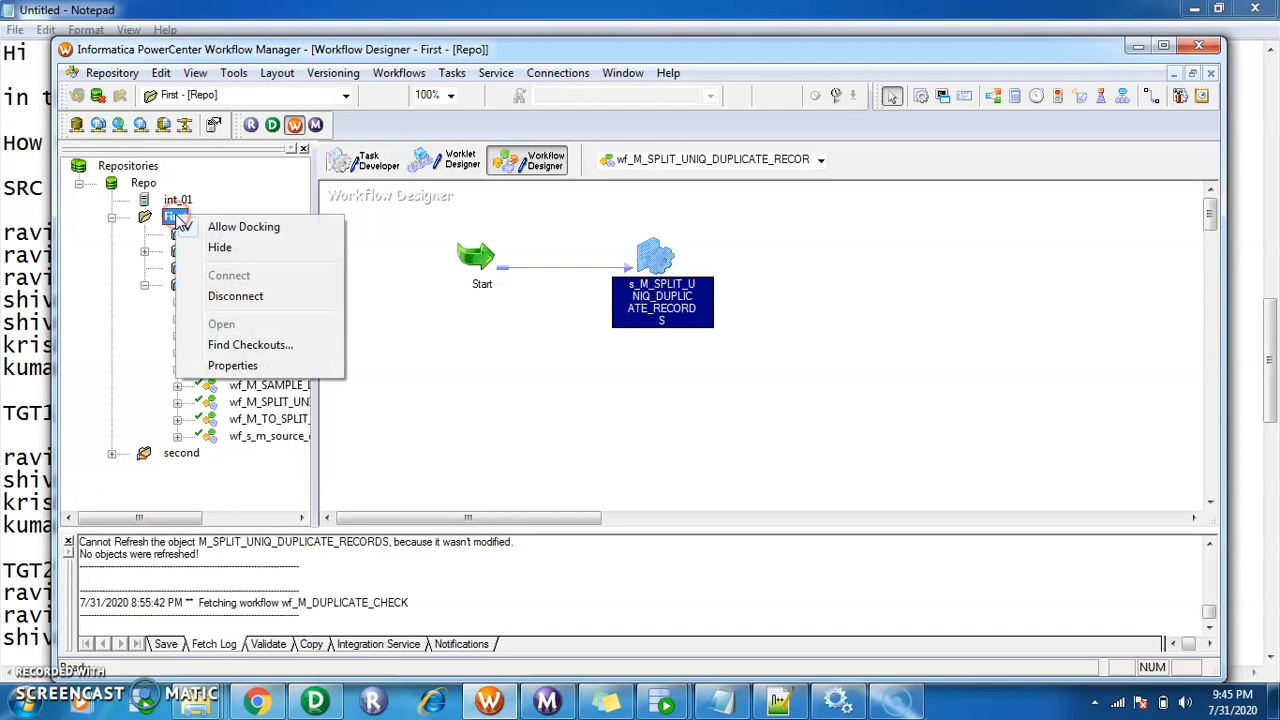 Untitled - Notepad
File Edit Format View Help
Hi
in t
How
SRC
ravi
ravi
shiv
shiv
kris
kuma
TGT1
ravi
shiv
kris
kuma
TGT2
ravi
ravi
shiv
Informatica PowerCenter Workflow Manager - [Workflow Designer - First - [Repo]]
Repository Edit View Tools Layout Versioning Workflows Tasks Service Connections Window Help
First - [Repo]
100%
R D W M
Repositories
Repo
int_01
Allow Docking
Hide
Connect
Disconnect
Open
Find Checkouts...
Properties
wf_M_SAMPLE_
wf_M_SPLIT_UNI
wf_M_TO_SPLIT_
wf_s_m_source_
second
Task Developer
Worklet Designer
Workflow Designer
wf_M_SPLIT_UNIQ_DUPLICATE_RECOR
Workflow Designer
Start
s_M_SPLIT_U
NIQ_DUPLIC
ATE_RECORD
S
Cannot Refresh the object M_SPLIT_UNIQ_DUPLICATE_RECORDS, because it wasn't modified.
No objects were refreshed!
7/31/2020 8:55:42 PM ** Fetching workflow wf_M_DUPLICATE_CHECK
Save Fetch Log Validate Copy Integration Service Notifications
NUM
RECORDED WITH
SCREENCAST MATIC
D R W M
9:45 PM
7/31/2020